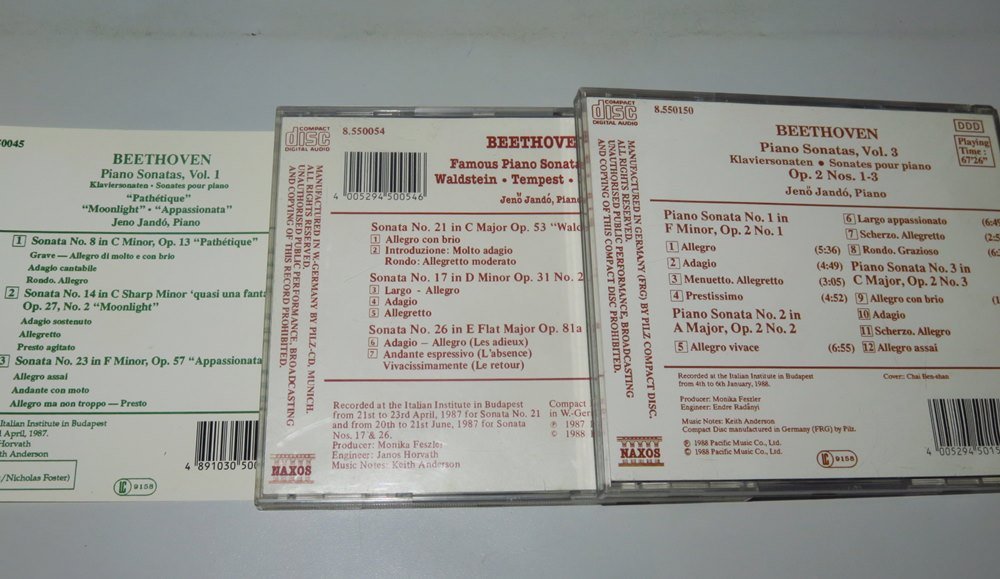 0045
BEETHOVEN
Piano Sonatas, Vol. 1
Klaviersonaten · Sonates pour piano
"Pathétique"
"Moonlight" · "Appassionata"
Jeno Jandó, Piano
1 Sonata No. 8 in C Minor, Op. 13 "Pathétique"
Grave — Allegro di molto e con brio
Adagio cantabile
Rondo. Allegro
2 Sonata No. 14 in C Sharp Minor 'quasi una
Op. 27, No. 2 "Moonlight"
Adagio sostenuto
Allegretto
Presto agitato
3 Sonata No. 23 in F Minor, Op. 57 "Appassionata
Allegro assai
Andante con moto
Allegro ma non troppo — Presto
Italian Institute in Budapest
April, 1987.
Horvath
Keith Anderson
/Nicholas Foster)
4 891030 500
LC 9158
COMPACT
disc
DIGITAL AUDIO
8.550054
4 005294 500546
BEETHOVEN
Famous Piano Sonata
Waldstein · Tempest ·
Jenő Jandó, Piano
MANUFACTURED IN W.-GERMANY BY PILZ-CD. MUNICH.
ALL RIGHTS RESERVED.
UNAUTHORISED PUBLIC PERFORMANCE, BROADCASTING
AND COPYING OF THIS RECORD PROHIBITED.
Sonata No. 21 in C Major Op. 53 "Wald
1 Allegro con brio
2 Introduzione: Molto adagio
Rondo: Allegretto moderato
Sonata No. 17 in D Minor Op. 31 No. 2
3 Largo - Allegro
4 Adagio
5 Allegretto
Sonata No. 26 in E Flat Major Op. 81a
6 Adagio — Allegro (Les adieux)
7 Andante espressivo (L'absence)
Vivacissimamente (Le retour)
Recorded at the Italian Institute in Budapest
from 21st to 23rd April, 1987 for Sonata No. 21
and from 20th to 21st June, 1987 for Sonata
Nos. 17 & 26.
Producer: Monika Feszler
Engineer: Janos Horvath
Music Notes: Keith Anderson
Compact
in W.-Ger
℗ 1987
© 1988
NAXOS
COMPACT
disc
DIGITAL AUDIO
8.550150
DDD
Playing
Time :
67'26"
BEETHOVEN
Piano Sonatas, Vol. 3
Klaviersonaten • Sonates pour piano
Op. 2 Nos. 1-3
Jenő Jandó, Piano
MANUFACTURED IN W.-GERMANY (FRG) BY PILZ COMPACT DISC.
ALL RIGHTS RESERVED.
UNAUTHORISED PUBLIC PERFORMANCE, BROADCASTING
AND COPYING OF THIS COMPACT DISC PROHIBITED.
Piano Sonata No. 1 in
F Minor, Op. 2 No. 1
1 Allegro (5:36)
2 Adagio (4:49)
3 Menuetto. Allegretto (3:05)
4 Prestissimo (4:52)
Piano Sonata No. 2 in
A Major, Op. 2 No. 2
5 Allegro vivace (6:55)
6 Largo appassionato
7 Scherzo. Allegretto
8 Rondo. Grazioso
Piano Sonata No. 3 in
C Major, Op. 2 No. 3
9 Allegro con brio
10 Adagio
11 Scherzo. Allegro
12 Allegro assai
Recorded at the Italian Institute in Budapest
from 4th to 6th January, 1988.
Cover: Chai Ben-shan
Producer: Monika Feszler
Engineer: Endre Radányi
Music Notes: Keith Anderson
Compact Disc manufactured in Germany (FRG) by Pilz.
℗ 1988 Pacific Music Co., Ltd.
© 1988 Pacific Music Co., Ltd.
NAXOS
LC 9158
4 005294 5015